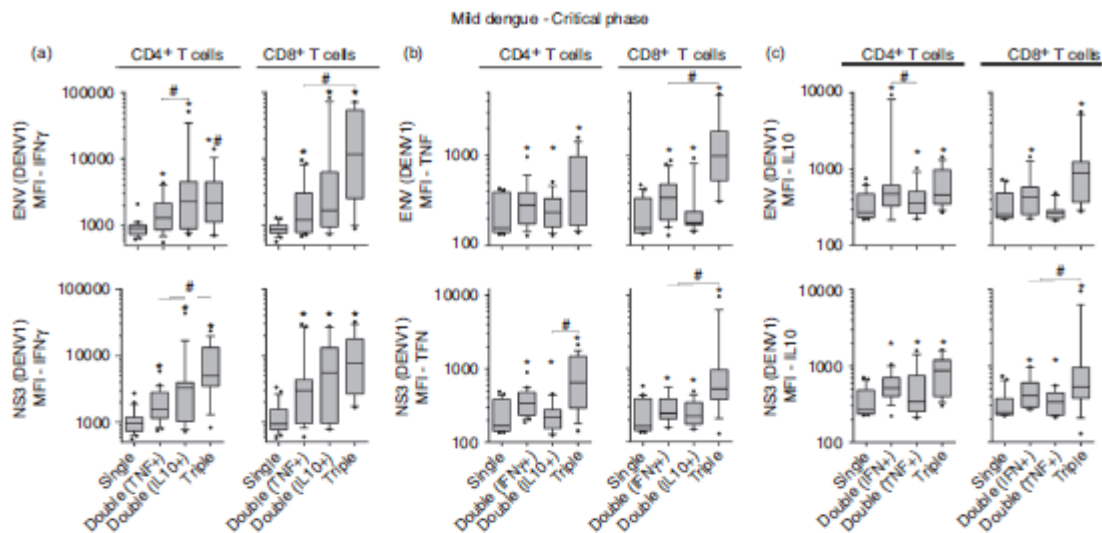 Mild dengue - Critical phase
(a) CD4+ T cells CD8+ T cells (b) CD4+ T cells CD8+ T cells (c) CD4+ T cells CD8+ T cells
ENV (DENV1)
MFI - IFNγ
100000
10000
1000
# # *#
ENV (DENV1)
MFI - TNF
1000
100
#
ENV (DENV1)
MFI - IL10
10000
1000
100
#
NS3 (DENV1)
MFI - IFNγ
100000
10000
1000
#
NS3 (DENV1)
MFI - TFN
10000
1000
100
# #
NS3 (DENV1)
MFI - IL10
10000
1000
100
#
Single
Double (TNF+)
Double (IL10+)
Triple
Single
Double (TNF+)
Double (IL10+)
Triple
Single
Double (IFNγ+)
Double (IL10+)
Triple
Single
Double (IFNγ+)
Double (IL10+)
Triple
Single
Double (IFN+)
Double (TNF+)
Triple
Single
Double (IFN+)
Double (TNF+)
Triple